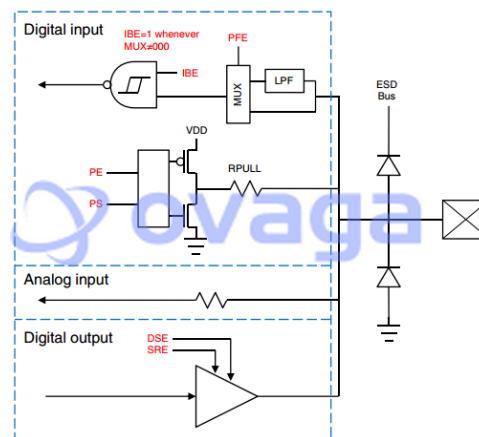 Digital input
IBE=1 whenever
MUX≠000
PFE
IBE
MUX
LPF
ESD
Bus
VDD
PE
RPULL
PS
ovaga
Analog input
Digital output
DSE
SRE